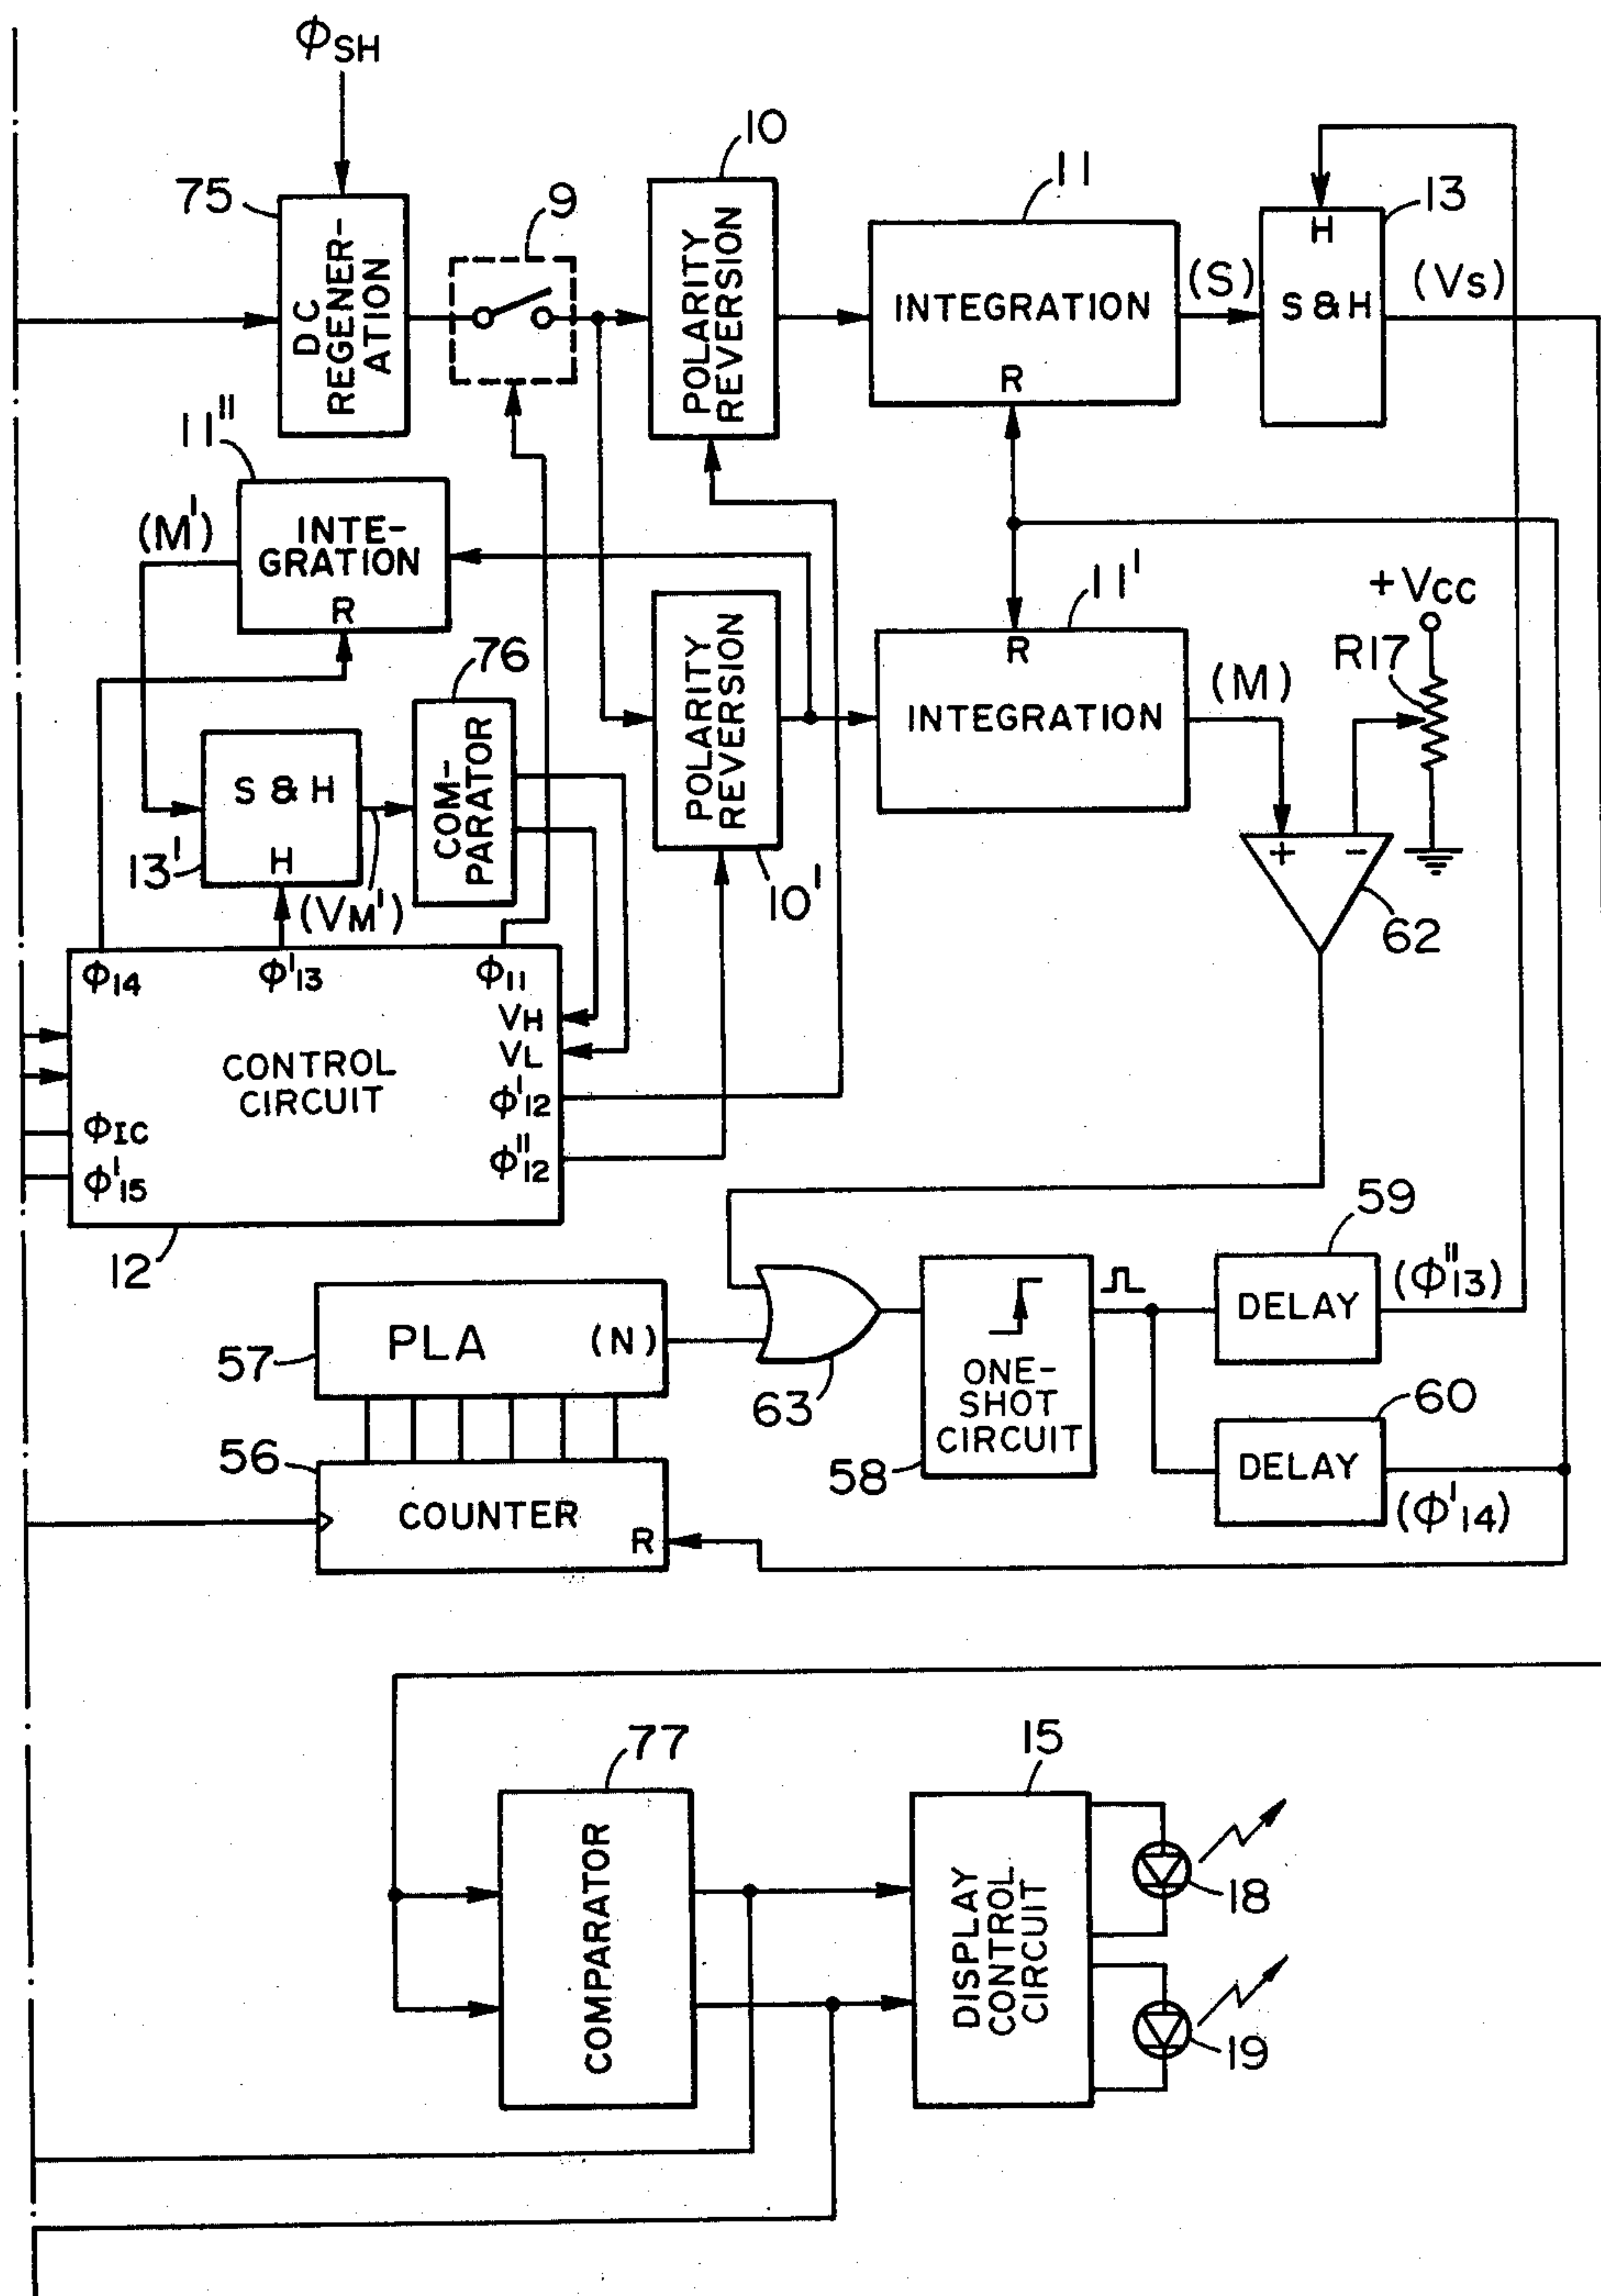 ΦSH
75
DC
REGENER-
ATION
9
10
POLARITY
REVERSION
11
INTEGRATION
R
(S)
13
H
S & H
(Vs)
11"
(M')
INTE-
GRATION
R
10'
POLARITY
REVERSION
11'
R
INTEGRATION
(M)
+VCC
R17
+
-
62
76
COM-
PARATOR
13'
S & H
H
(VM')
Φ14
Φ'13
Φ11
VH
VL
Φ'12
Φ"12
CONTROL
CIRCUIT
ΦIC
Φ'15
12
57
PLA
(N)
63
58
ONE-
SHOT
CIRCUIT
59
DELAY
(Φ"13)
60
DELAY
(Φ'14)
56
COUNTER
R
77
COMPARATOR
15
DISPLAY
CONTROL
CIRCUIT
18
19